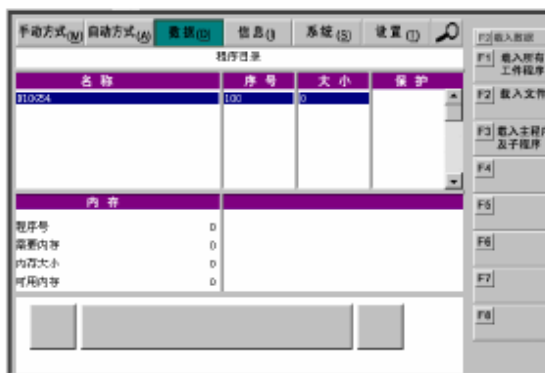 手动方式(M) 自动方式(A) 数据(D) 信息(I) 系统(S) 设置(T)
程序目录
名称 序号 大小 保护
100 0
内存
程序号 0
需要内存 0
内存大小 0
可用内存 0
F2 载入数据
F1 载入所有
工件程序
F2 载入文件
F3 载入主程序
及子程序
F4
F5
F6
F7
F8